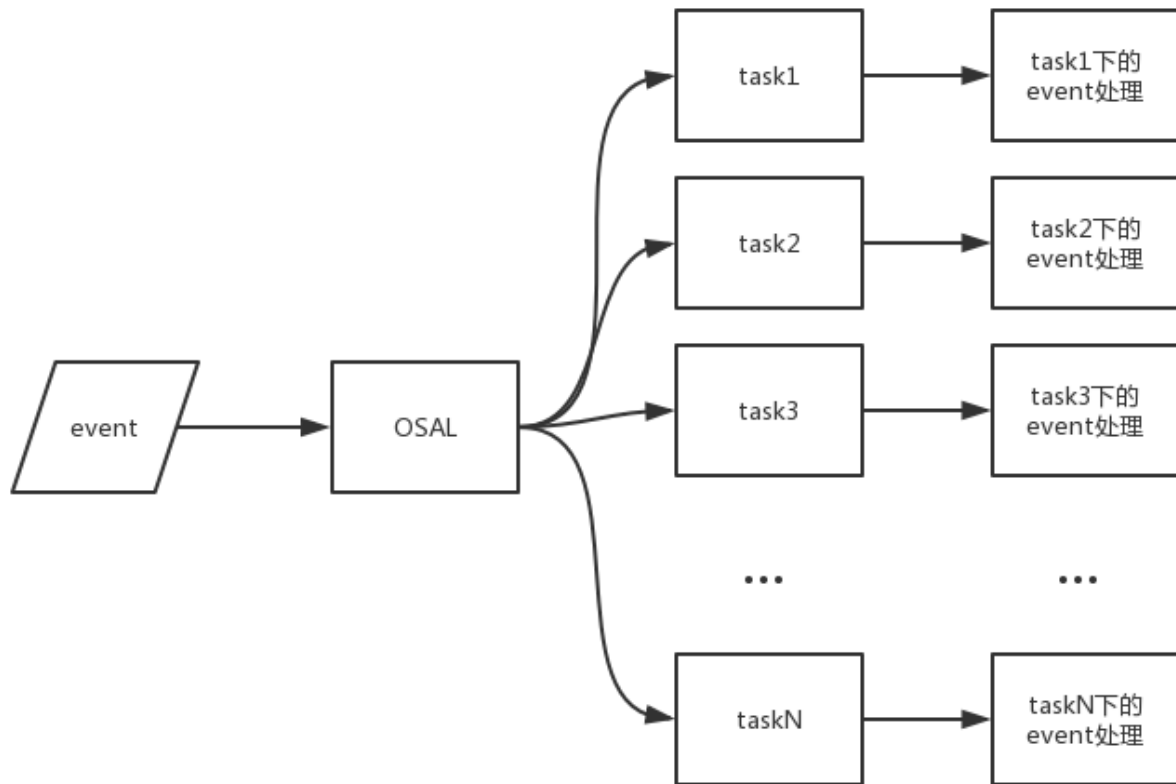 task1
task1下的
event处理
task2
task2下的
event处理
event
OSAL
task3
task3下的
event处理
...
...
taskN
taskN下的
event处理